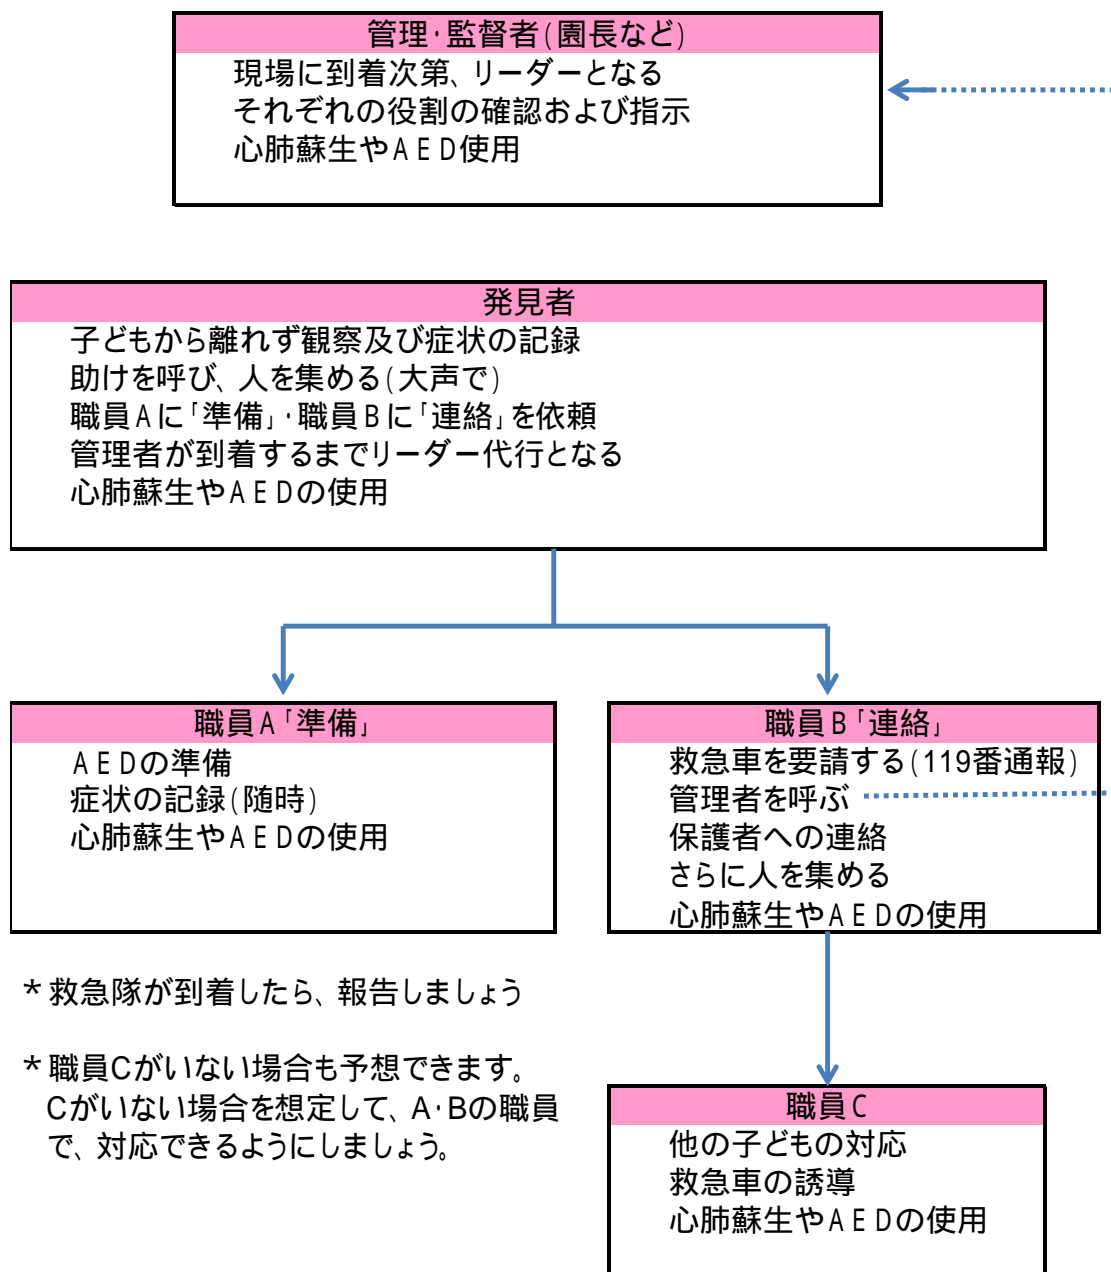 管理・監督者(園長など)
現場に到着次第、リーダーとなる
それぞれの役割の確認および指示
心肺蘇生やAED使用
発見者
子どもから離れず観察及び症状の記録
助けを呼び、人を集める(大声で)
職員Aに「準備」・職員Bに「連絡」を依頼
管理者が到着するまでリーダー代行となる
心肺蘇生やAEDの使用
職員A「準備」
AEDの準備
症状の記録(随時)
心肺蘇生やAEDの使用
職員B「連絡」
救急車を要請する(119番通報)
管理者を呼ぶ
保護者への連絡
さらに人を集める
心肺蘇生やAEDの使用
*救急隊が到着したら、報告しましょう
*職員Cがいない場合も予想できます。
Cがいない場合を想定して、A・Bの職員
で、対応できるようにしましょう。
職員C
他の子どもの対応
救急車の誘導
心肺蘇生やAEDの使用